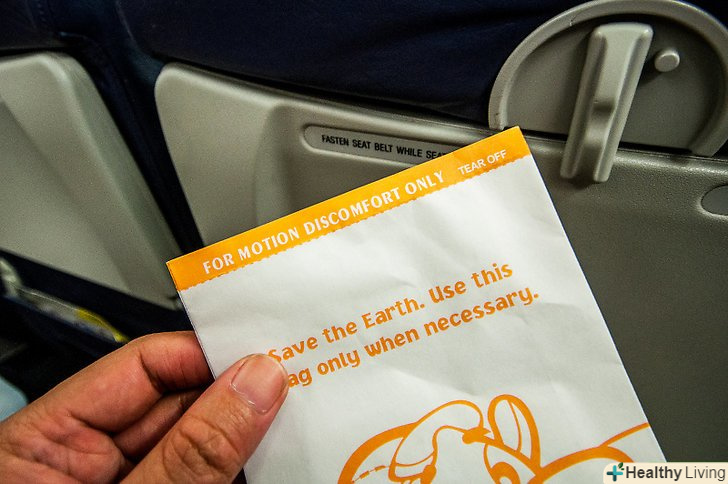 FASTEN SEAT BELT WHILE
FOR MOTION DISCOMFORT ONLY TEAR OFF
Save the Earth. Use this
ag only when necessary.
Healthy Living